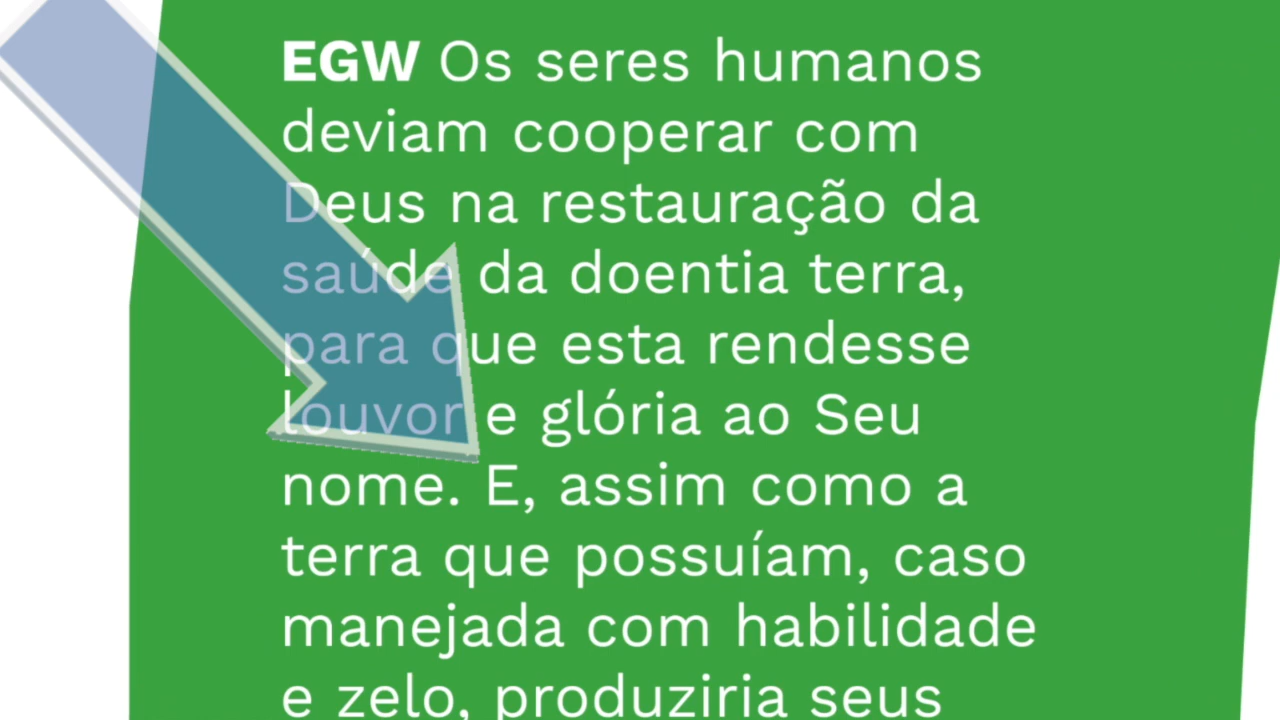 EGW Os seres humanos
deviam cooperar com
Deus na restauração da
saúde da doentia terra,
para que esta rendesse
louvor e glória ao Seu
nome. E, assim como a
terra que possuíam, caso
manejada com habilidade
e zelo, produziria seus